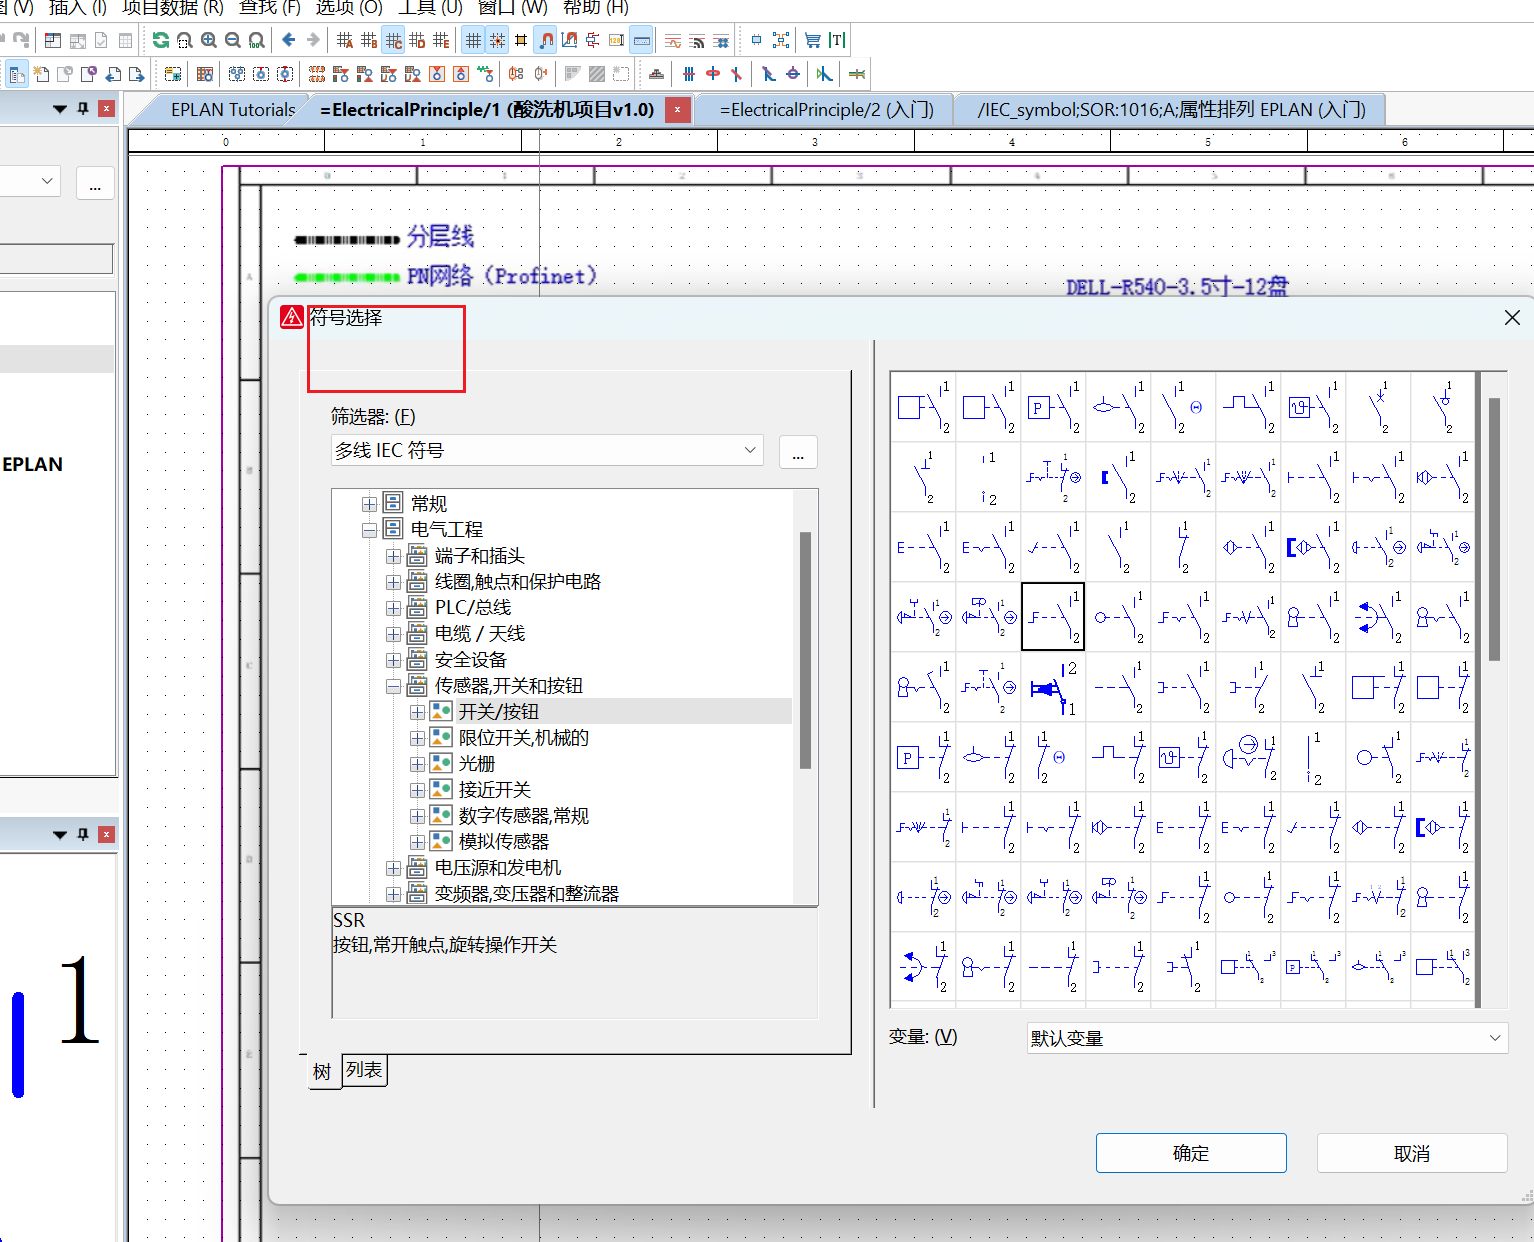 图(V) 插入 (I) 项目数据 (R) 查找 (F) 选项 (O) 工具 (U) 窗口 (W) 帮助 (H)
EPLAN Tutorials
=ElectricalPrinciple/1 (酸洗机项目v1.0)
=ElectricalPrinciple/2 (入门)
/IEC_symbol;SOR:1016;A;属性排列 EPLAN (入门)
0 1 2 3 4 5 6
0 1 2 3 4 5 6
...
分层线
PN网络 (Profinet)
DELL-R540-3.5寸-12盘
A
B
C
D
E
EPLAN
1
符号选择
筛选器: (F)
多线 IEC 符号
...
常规
电气工程
端子和插头
线圈,触点和保护电路
PLC/总线
电缆 / 天线
安全设备
传感器,开关和按钮
开关/按钮
限位开关,机械的
光栅
接近开关
数字传感器,常规
模拟传感器
电压源和发电机
变频器,变压器和整流器
SSR
按钮,常开触点,旋转操作开关
树
列表
变量: (V)
默认变量
确定
取消